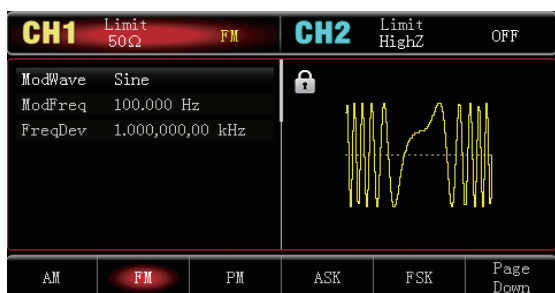 CH1 Limit 50Ω FM CH2 Limit HighZ OFF
ModWave Sine
ModFreq 100.000 Hz
FreqDev 1.000,000,00 kHz
AM FM PM ASK FSK Page Down